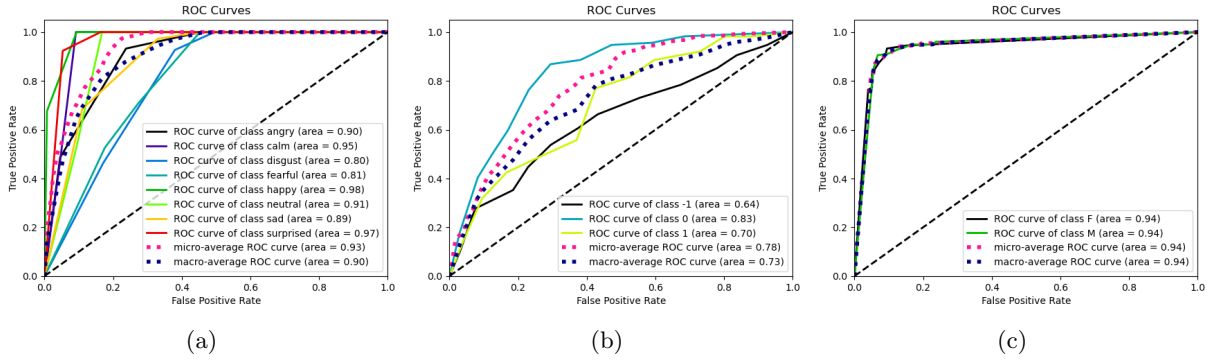 ROC Curves
1.0
0.8
0.6
0.4
0.2
0.0
True Positive Rate
ROC curve of class angry (area = 0.90)
ROC curve of class calm (area = 0.95)
ROC curve of class disgust (area = 0.80)
ROC curve of class fearful (area = 0.81)
ROC curve of class happy (area = 0.98)
ROC curve of class neutral (area = 0.91)
ROC curve of class sad (area = 0.89)
ROC curve of class surprised (area = 0.97)
micro-average ROC curve (area = 0.93)
macro-average ROC curve (area = 0.90)
0.0 0.2 0.4 0.6 0.8 1.0
False Positive Rate
(a)
ROC Curves
1.0
0.8
0.6
0.4
0.2
0.0
True Positive Rate
ROC curve of class -1 (area = 0.64)
ROC curve of class 0 (area = 0.83)
ROC curve of class 1 (area = 0.70)
micro-average ROC curve (area = 0.78)
macro-average ROC curve (area = 0.73)
0.0 0.2 0.4 0.6 0.8 1.0
False Positive Rate
(b)
ROC Curves
1.0
0.8
0.6
0.4
0.2
0.0
True Positive Rate
ROC curve of class F (area = 0.94)
ROC curve of class M (area = 0.94)
micro-average ROC curve (area = 0.94)
macro-average ROC curve (area = 0.94)
0.0 0.2 0.4 0.6 0.8 1.0
False Positive Rate
(c)